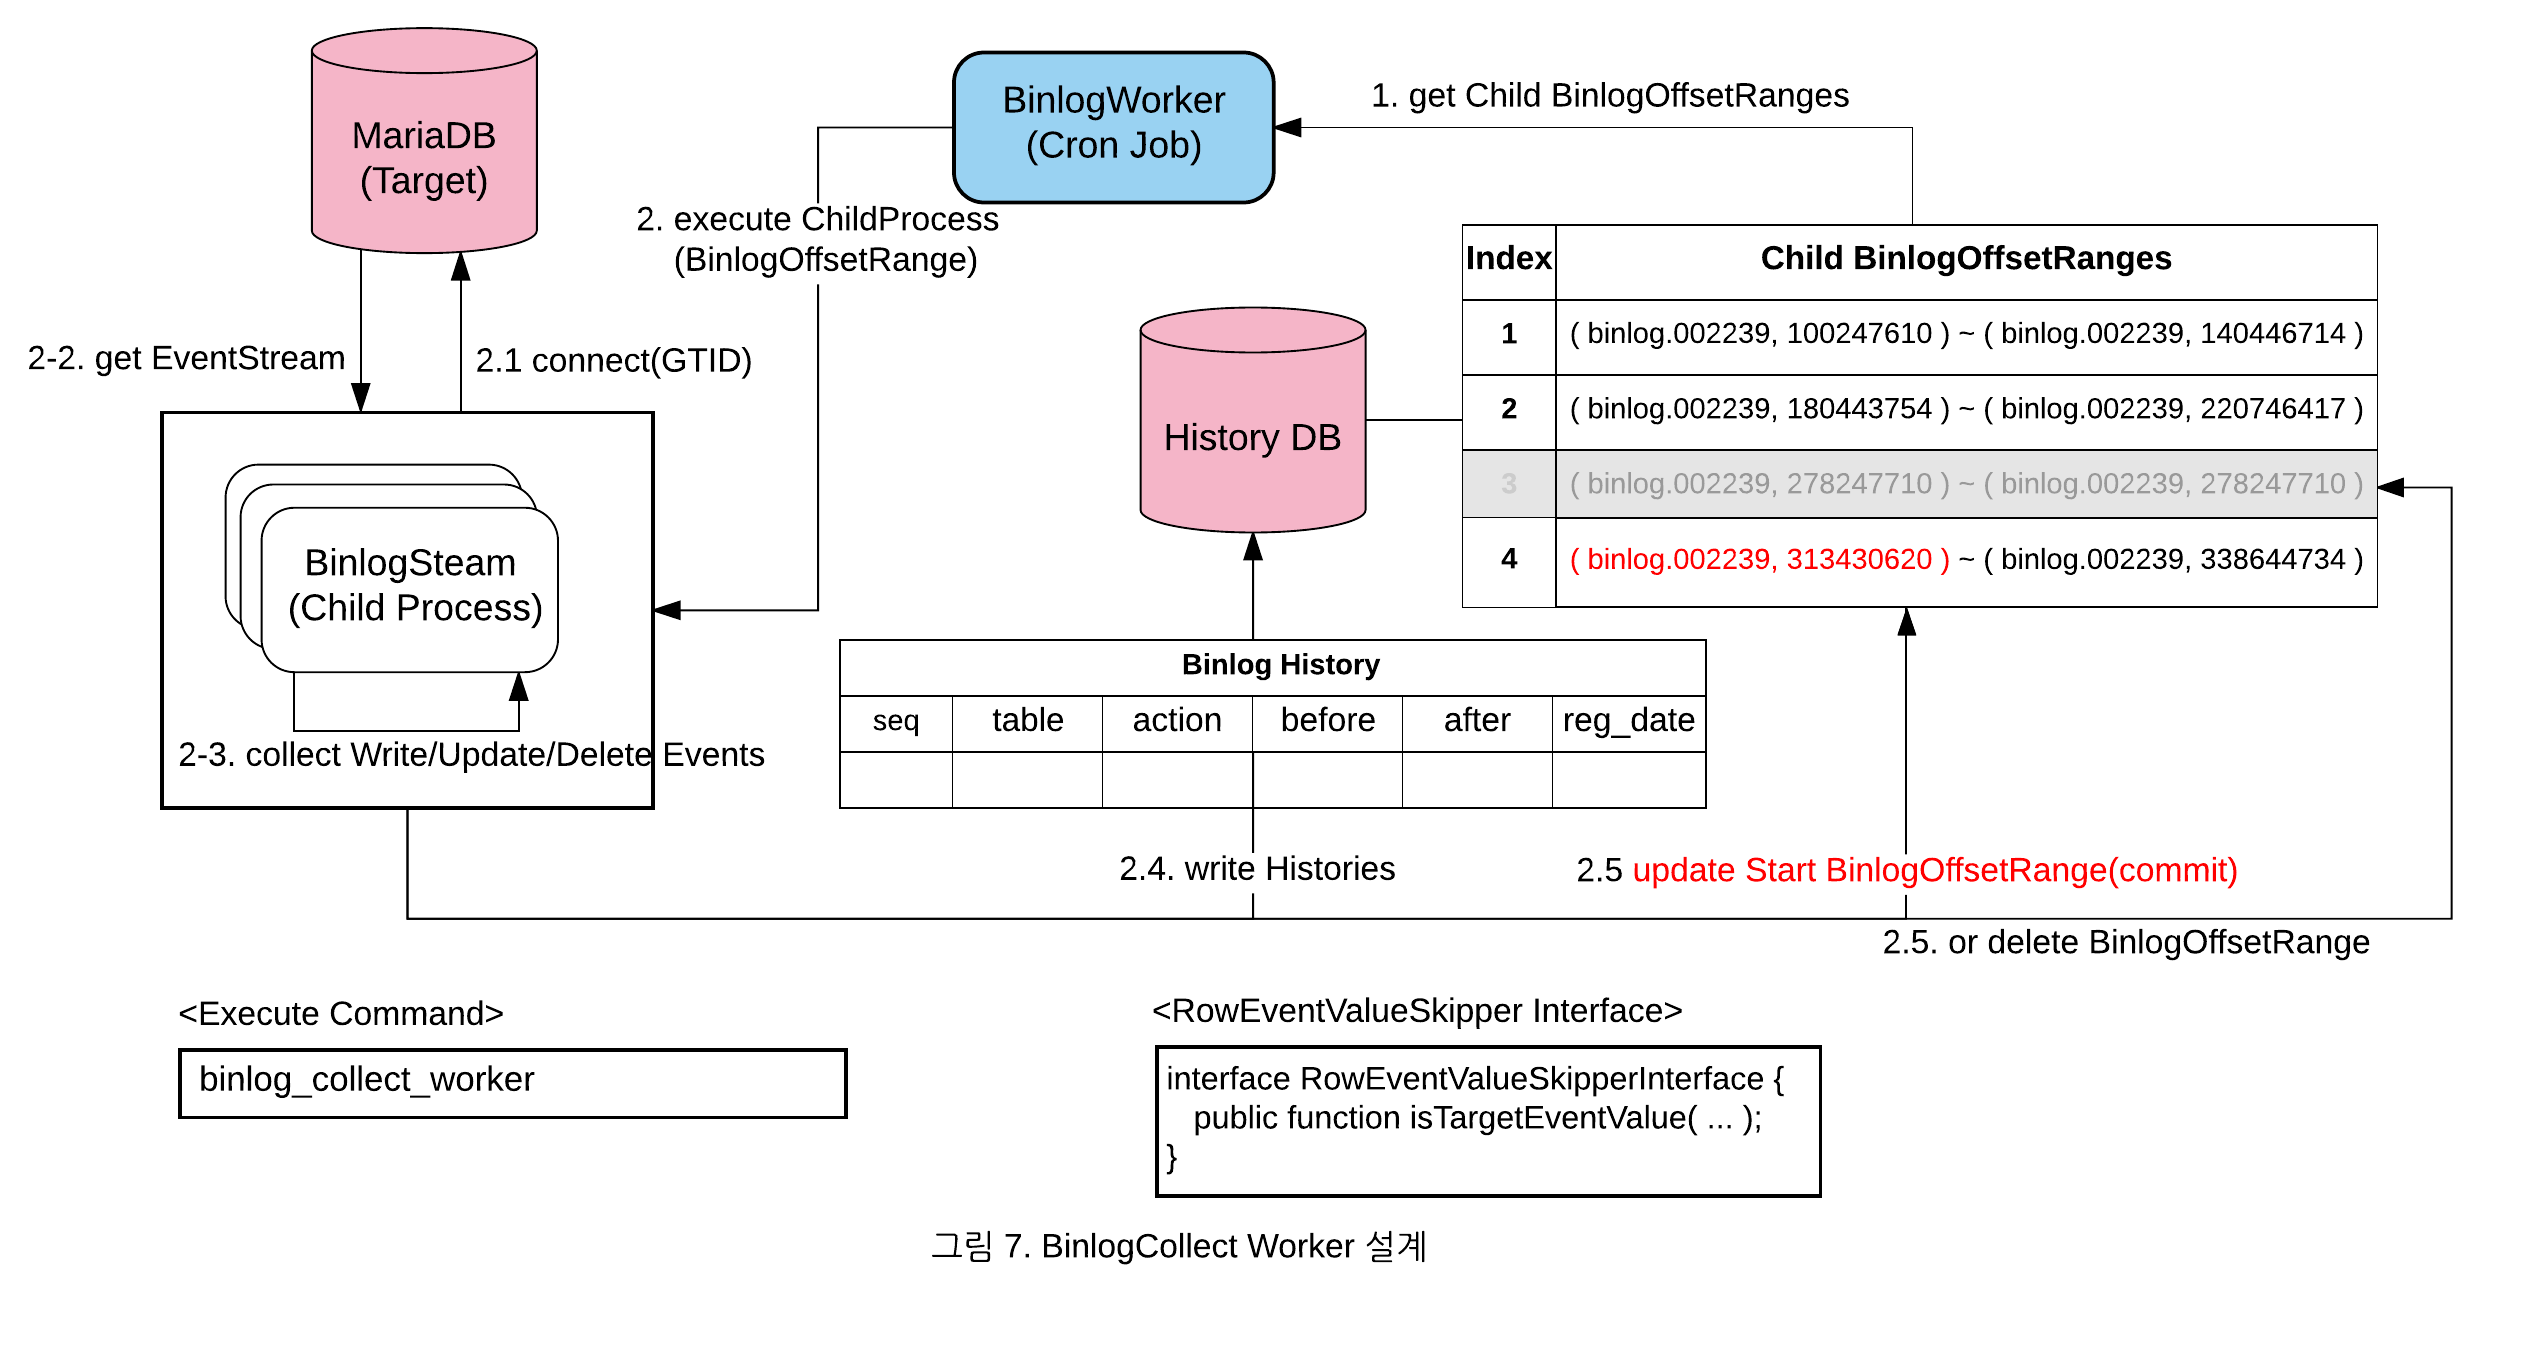 MariaDB
(Target)
BinlogWorker
(Cron Job)
1. get Child BinlogOffsetRanges
2. execute ChildProcess
(BinlogOffsetRange)
2-2. get EventStream
2.1 connect(GTID)
Index Child BinlogOffsetRanges
1 ( binlog.002239, 100247610 ) ~ ( binlog.002239, 140446714 )
2 ( binlog.002239, 180443754 ) ~ ( binlog.002239, 220746417 )
3 ( binlog.002239, 278247710 ) ~ ( binlog.002239, 278247710 )
4 ( binlog.002239, 313430620 ) ~ ( binlog.002239, 338644734 )
History DB
BinlogSteam
(Child Process)
2-3. collect Write/Update/Delete Events
Binlog History
seq table action before after reg_date
2.4. write Histories
2.5 update Start BinlogOffsetRange(commit)
2.5. or delete BinlogOffsetRange
<Execute Command>
binlog_collect_worker
<RowEventValueSkipper Interface>
interface RowEventValueSkipperInterface {
public function isTargetEventValue( ... );
}
그림 7. BinlogCollect Worker 설계